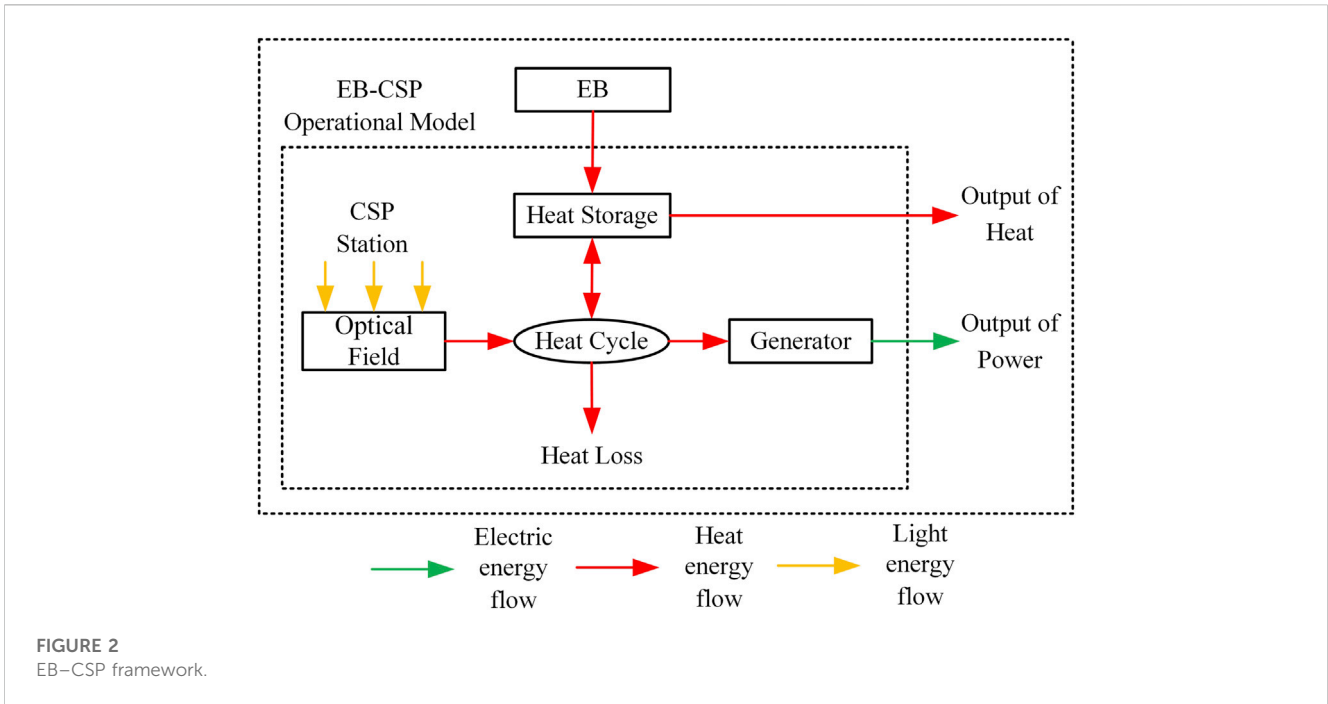 EB-CSP
Operational Model
EB
CSP
Station
Heat Storage
Output of
Heat
Optical
Field
Heat Cycle
Generator
Output of
Power
Heat Loss
Electric
energy
flow
Heat
energy
flow
Light
energy
flow
FIGURE 2
EB–CSP framework.